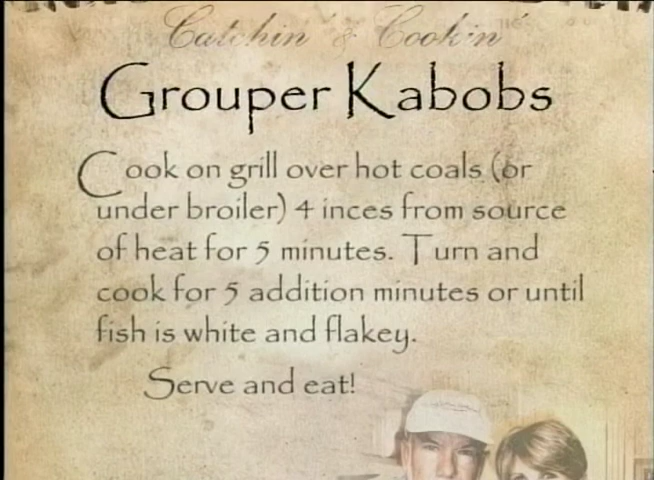 Catchin' & Cookin'
Grouper Kabobs
Cook on grill over hot coals (or
under broiler) 4 inces from source
of heat for 5 minutes. Turn and
cook for 5 addition minutes or until
fish is white and flakey.
Serve and eat!